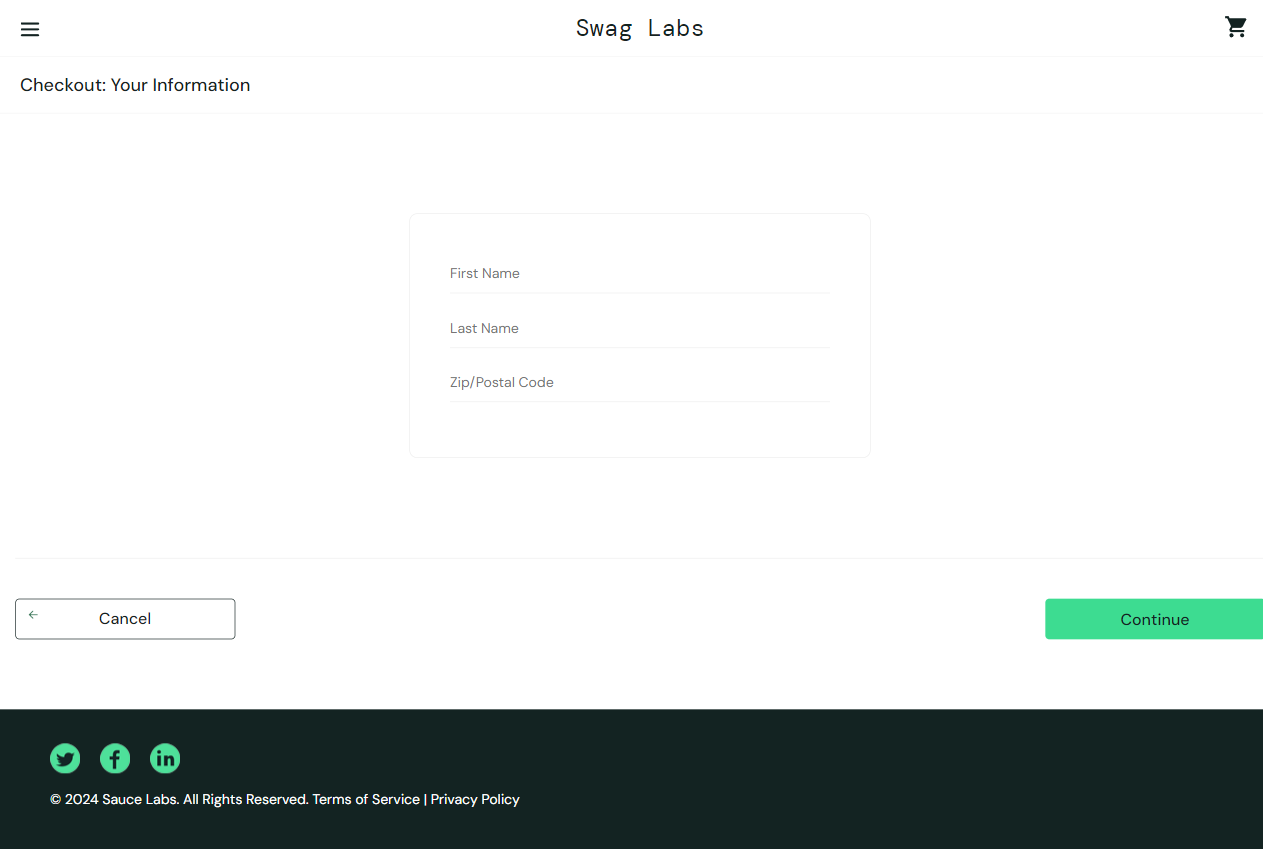 Swag Labs
Checkout: Your Information
First Name
Last Name
Zip/Postal Code
Cancel
Continue
© 2024 Sauce Labs. All Rights Reserved. Terms of Service | Privacy Policy